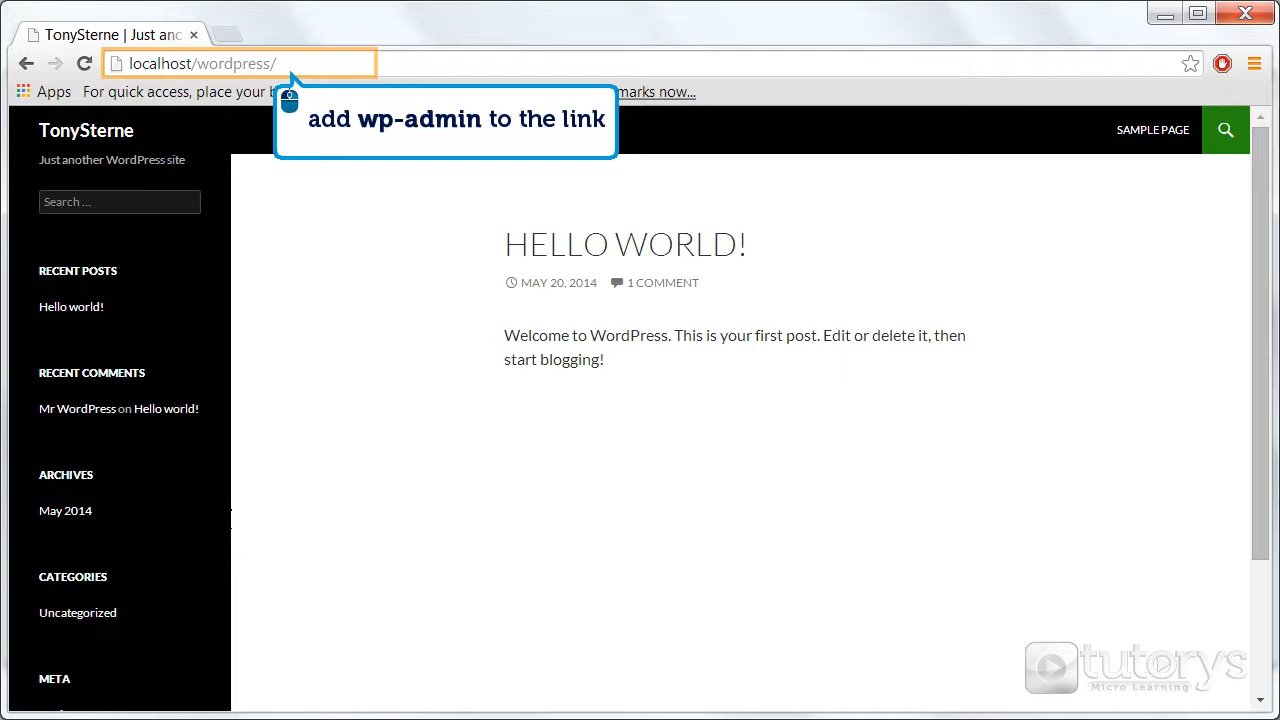 TonySterne | Just anc
localhost/wordpress/
Apps For quick access, place your b marks now...
add wp-admin to the link
TonySterne
SAMPLE PAGE
Just another WordPress site
Search ...
HELLO WORLD!
MAY 20, 2014 1 COMMENT
Welcome to WordPress. This is your first post. Edit or delete it, then
start blogging!
RECENT POSTS
Hello world!
RECENT COMMENTS
Mr WordPress on Hello world!
ARCHIVES
May 2014
CATEGORIES
Uncategorized
META
tutorys
Micro Learning